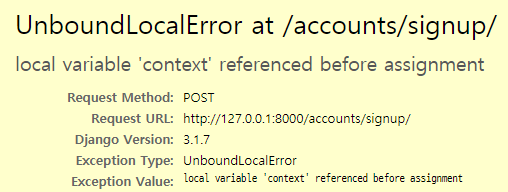 UnboundLocalError at /accounts/signup/
local variable 'context' referenced before assignment
Request Method: POST
Request URL: http://127.0.0.1:8000/accounts/signup/
Django Version: 3.1.7
Exception Type: UnboundLocalError
Exception Value: local variable 'context' referenced before assignment